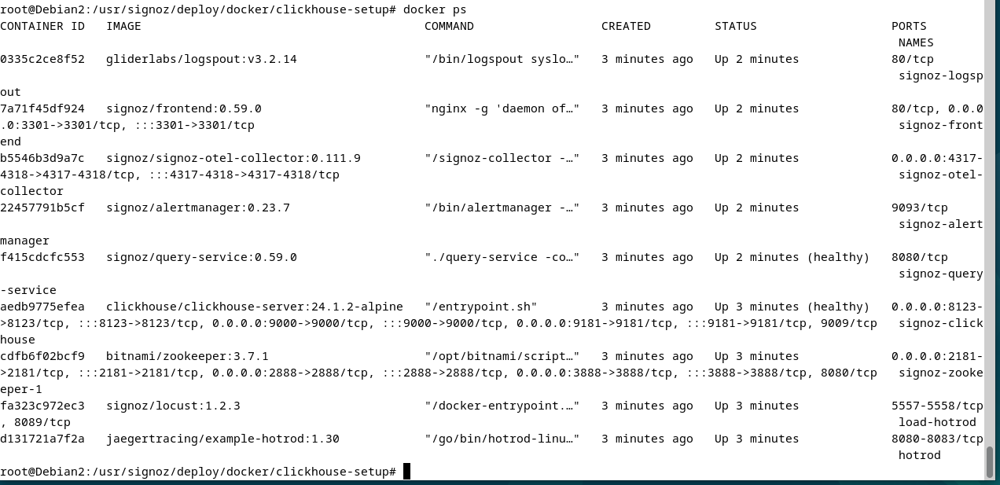 root@Debian2:/usr/signoz/deploy/docker/clickhouse-setup# docker ps
CONTAINER ID   IMAGE                                        COMMAND                  CREATED         STATUS                   PORTS
                                                                                                                               NAMES
0335c2ce8f52   gliderlabs/logspout:v3.2.14                  "/bin/logspout syslo…"   3 minutes ago   Up 2 minutes             80/tcp
                                                                                                                               signoz-logsp
out
7a71f45df924   signoz/frontend:0.59.0                       "nginx -g 'daemon of…"   3 minutes ago   Up 2 minutes             80/tcp, 0.0.0
.0:3301->3301/tcp, :::3301->3301/tcp                                                                                           signoz-front
end
b5546b3d9a7c   signoz/signoz-otel-collector:0.111.9         "/signoz-collector -…"   3 minutes ago   Up 2 minutes             0.0.0.0:4317-
4318->4317-4318/tcp, :::4317-4318->4317-4318/tcp                                                                               signoz-otel-
collector
22457791b5cf   signoz/alertmanager:0.23.7                   "/bin/alertmanager -…"   3 minutes ago   Up 2 minutes             9093/tcp
                                                                                                                               signoz-alert
manager
f415cdcfc553   signoz/query-service:0.59.0                  "./query-service -co…"   3 minutes ago   Up 2 minutes (healthy)   8080/tcp
                                                                                                                               signoz-query
-service
aedb9775efea   clickhouse/clickhouse-server:24.1.2-alpine   "/entrypoint.sh"         3 minutes ago   Up 3 minutes (healthy)   0.0.0.0:8123-
>8123/tcp, :::8123->8123/tcp, 0.0.0.0:9000->9000/tcp, :::9000->9000/tcp, 0.0.0.0:9181->9181/tcp, :::9181->9181/tcp, 9009/tcp   signoz-click
house
cdfb6f02bcf9   bitnami/zookeeper:3.7.1                      "/opt/bitnami/script…"   3 minutes ago   Up 3 minutes             0.0.0.0:2181-
>2181/tcp, :::2181->2181/tcp, 0.0.0.0:2888->2888/tcp, :::2888->2888/tcp, 0.0.0.0:3888->3888/tcp, :::3888->3888/tcp, 8080/tcp   signoz-zooke
eper-1
fa323c972ec3   signoz/locust:1.2.3                          "/docker-entrypoint.…"   3 minutes ago   Up 3 minutes             5557-5558/tcp
, 8089/tcp                                                                                                                     load-hotrod
d131721a7f2a   jaegertracing/example-hotrod:1.30            "/go/bin/hotrod-linu…"   3 minutes ago   Up 3 minutes             8080-8083/tcp
                                                                                                                               hotrod
root@Debian2:/usr/signoz/deploy/docker/clickhouse-setup#